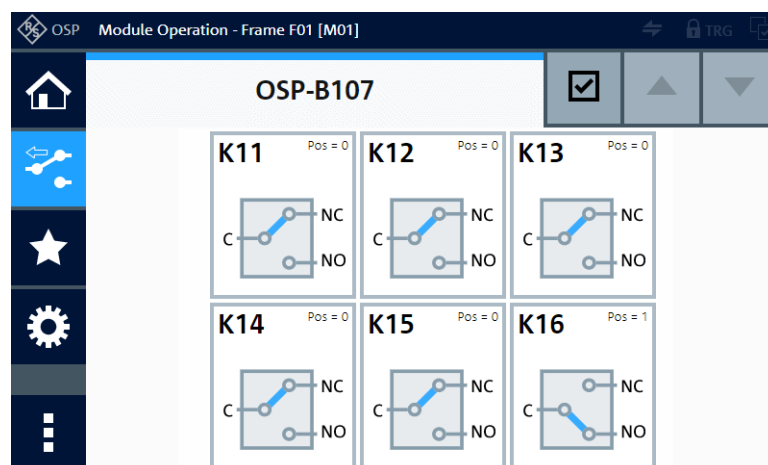 R&S OSP Module Operation - Frame F01 [M01] TRG
OSP-B107
K11 Pos = 0 K12 Pos = 0 K13 Pos = 0
NC NC NC
C C C
NO NO NO
K14 Pos = 0 K15 Pos = 0 K16 Pos = 1
NC NC NC
C C C
NO NO NO